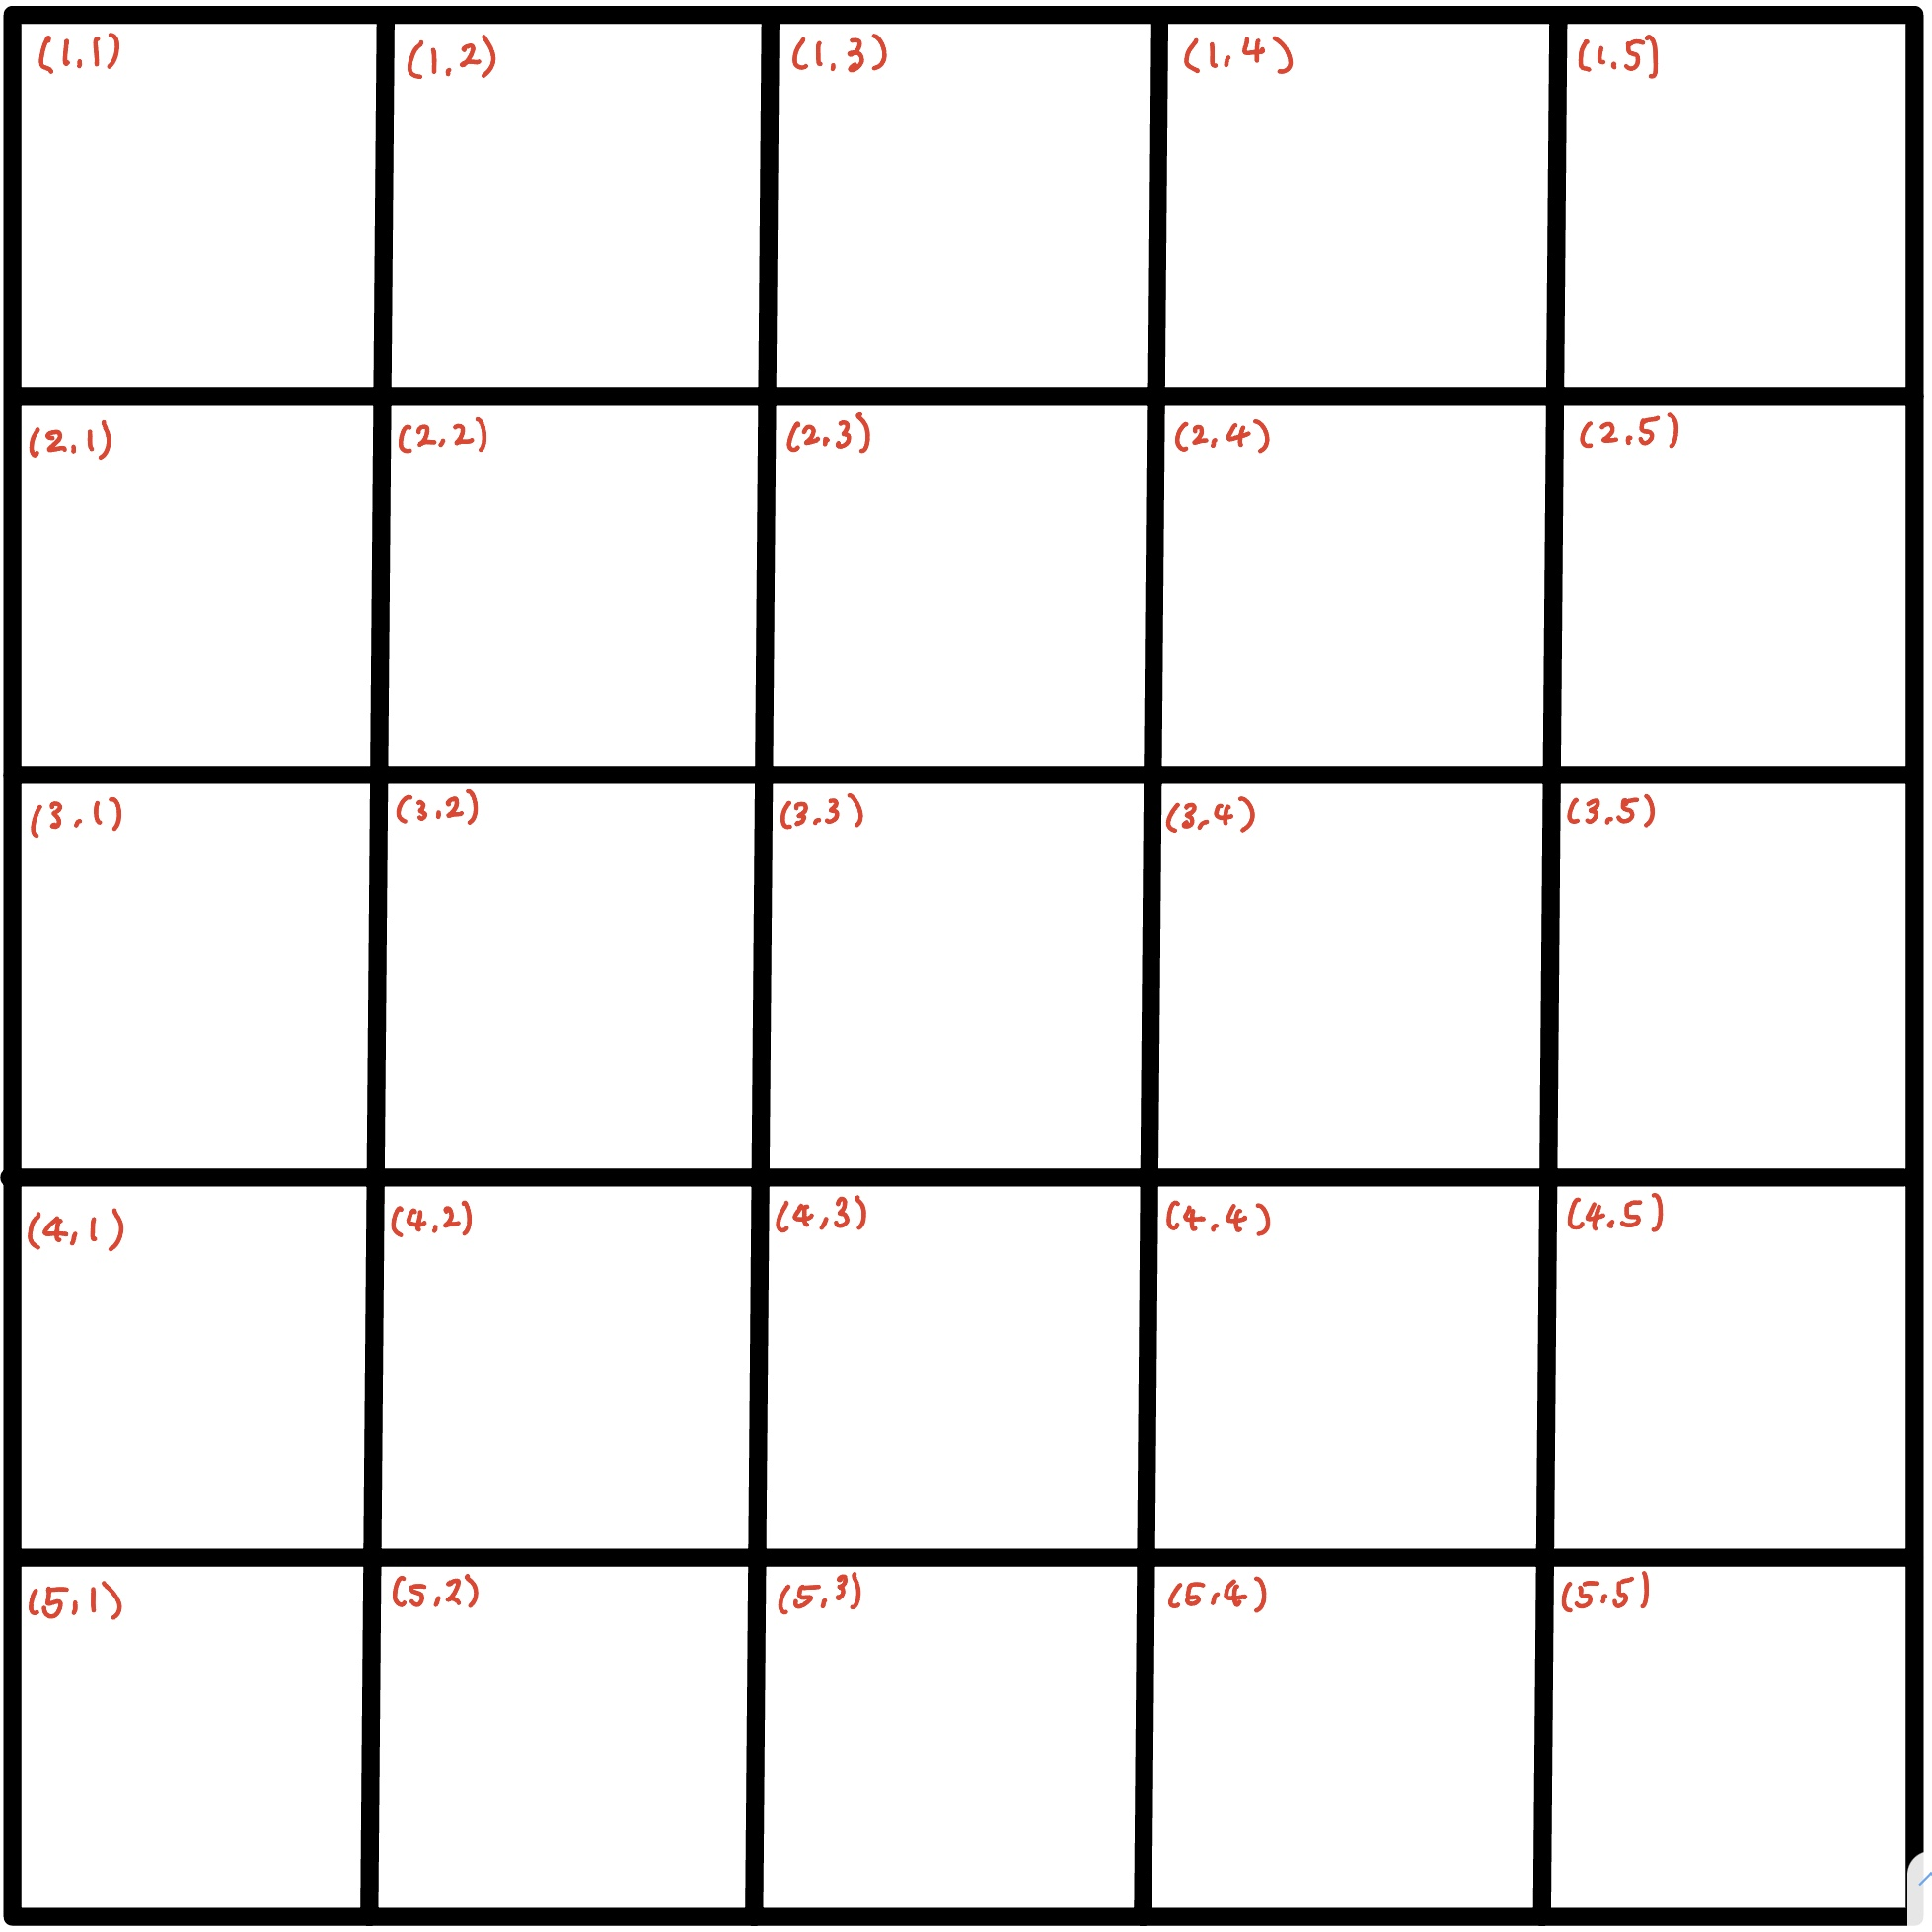 (1,1) (1,2) (1,3) (1,4) (1.5)
(2,1) (2,2) (2,3) (2,4) (2.5)
(3,1) (3,2) (3.3) (3,4) (3.5)
(4,1) (4,2) (4,3) (4.4) (4.5)
(5,1) (5,2) (5,3) (5,4) (5.5)